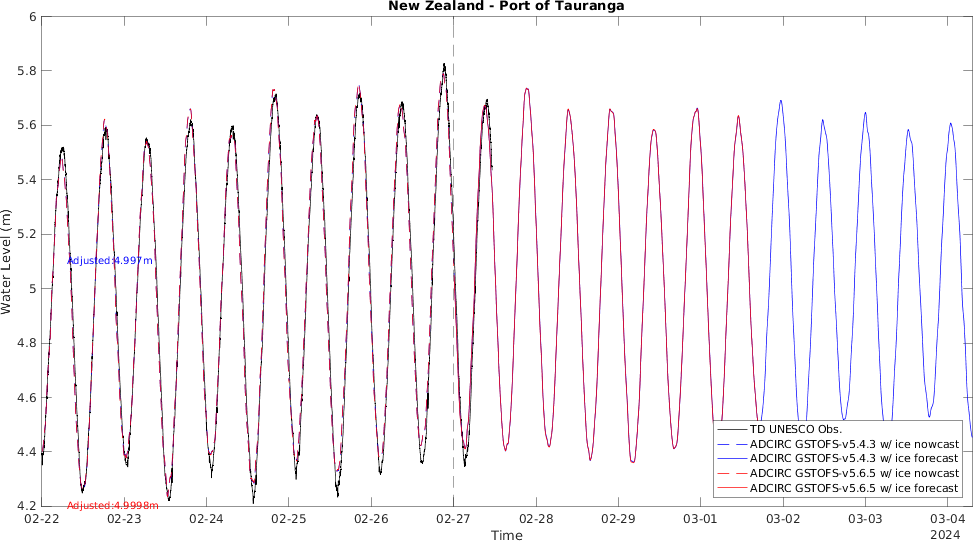 New Zealand - Port of Tauranga
Water Level (m)
6
5.8
5.6
5.4
5.2
5
4.8
4.6
4.4
4.2
Adjusted:4.997m
Adjusted:4.9998m
TD UNESCO Obs.
ADCIRC GSTOFS-v5.4.3 w/ ice nowcast
ADCIRC GSTOFS-v5.4.3 w/ ice forecast
ADCIRC GSTOFS-v5.6.5 w/ ice nowcast
ADCIRC GSTOFS-v5.6.5 w/ ice forecast
02-22 02-23 02-24 02-25 02-26 02-27 02-28 02-29 03-01 03-02 03-03 03-04
2024
Time